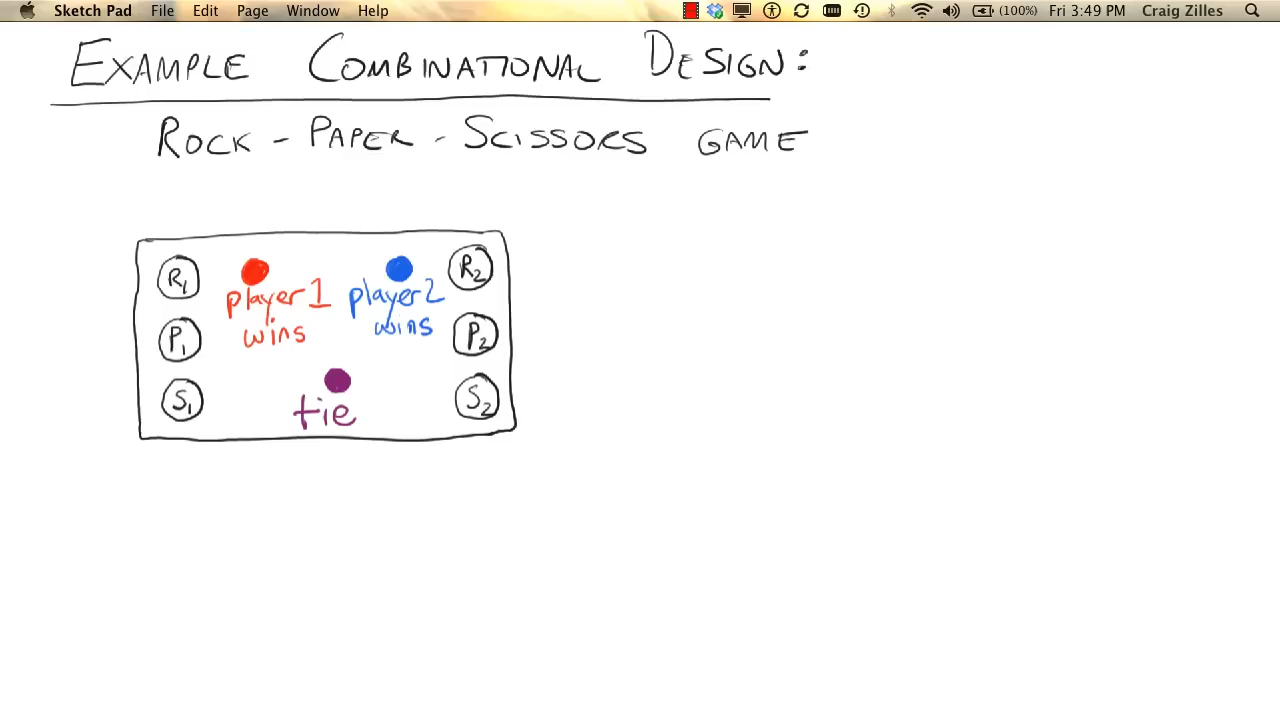 Sketch Pad File Edit Page Window Help (100%) Fri 3:49 PM Craig Zilles
EXAMPLE COMBINATIONAL DESIGN:
ROCK - PAPER - SCISSORS GAME
R1 R2
player 1 player 2
wins wins
P1 P2
S1 S2
tie